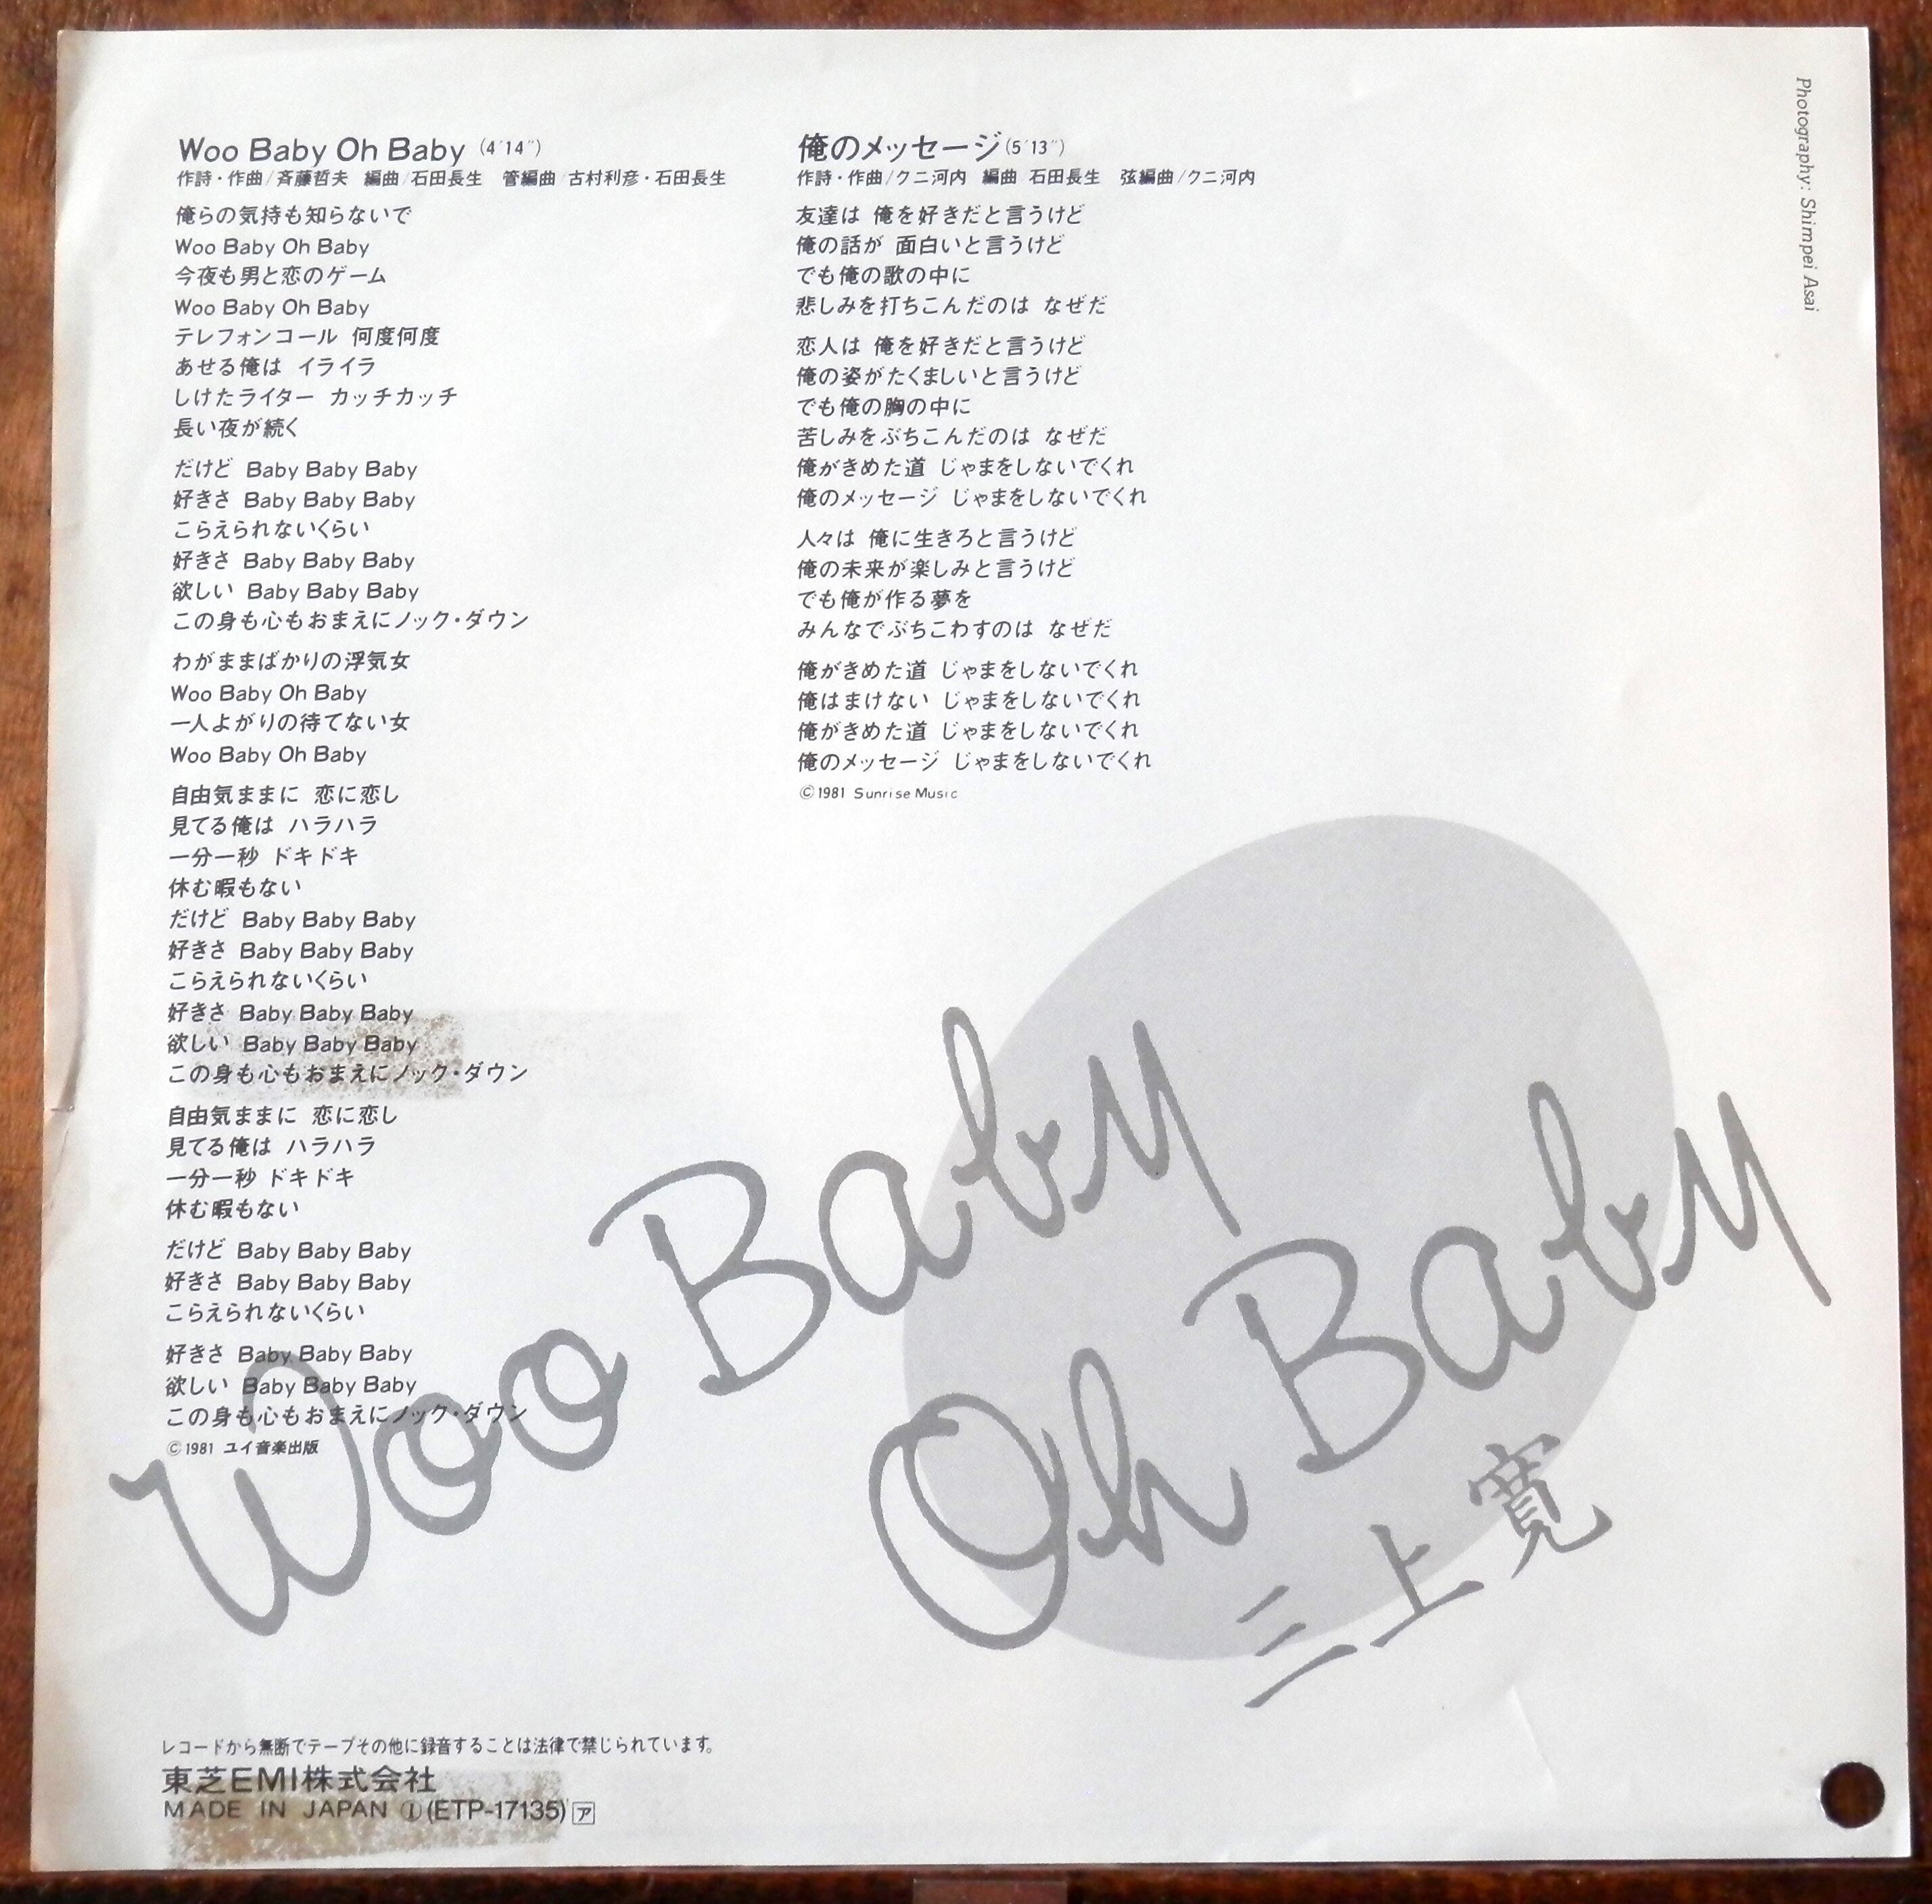 Woo Baby Oh Baby (4'14")
作詩・作曲/斉藤哲夫 編曲/石田長生 管編曲/古村利彦・石田長生
俺らの気持も知らないで
Woo Baby Oh Baby
今夜も男と恋のゲーム
Woo Baby Oh Baby
テレフォンコール 何度何度
あせる俺は イライラ
しけたライター カッチカッチ
長い夜が続く
だけど Baby Baby Baby
好きさ Baby Baby Baby
こらえられないくらい
好きさ Baby Baby Baby
欲しい Baby Baby Baby
この身も心もおまえにノック・ダウン
わがままばかりの浮気女
Woo Baby Oh Baby
一人よがりの待てない女
Woo Baby Oh Baby
自由気ままに 恋に恋し
見てる俺は ハラハラ
一分一秒 ドキドキ
休む暇もない
だけど Baby Baby Baby
好きさ Baby Baby Baby
こらえられないくらい
好きさ Baby Baby Baby
欲しい Baby Baby Baby
この身も心もおまえにノック・ダウン
自由気ままに 恋に恋し
見てる俺は ハラハラ
一分一秒 ドキドキ
休む暇もない
だけど Baby Baby Baby
好きさ Baby Baby Baby
こらえられないくらい
好きさ Baby Baby Baby
欲しい Baby Baby Baby
この身も心もおまえにノック・ダウン
©1981 ユイ音楽出版
俺のメッセージ(5'13")
作詩・作曲/クニ河内 編曲 石田長生 弦編曲/クニ河内
友達は 俺を好きだと言うけど
俺の話が 面白いと言うけど
でも俺の歌の中に
悲しみを打ちこんだのは なぜだ
恋人は 俺を好きだと言うけど
俺の姿がたくましいと言うけど
でも俺の胸の中に
苦しみをぶちこんだのは なぜだ
俺がきめた道 じゃまをしないでくれ
俺のメッセージ じゃまをしないでくれ
人々は 俺に生きろと言うけど
俺の未来が楽しみと言うけど
でも俺が作る夢を
みんなでぶちこわすのは なぜだ
俺がきめた道 じゃまをしないでくれ
俺はまけない じゃまをしないでくれ
俺がきめた道 じゃまをしないでくれ
俺のメッセージ じゃまをしないでくれ
©1981 Sunrise Music
Photography: Shimpei Asai
Woo Baby
Oh Baby
三上寛
レコードから無断でテープその他に録音することは法律で禁じられています。
東芝EMI株式会社
MADE IN JAPAN Ⓘ(ETP-17135) ア